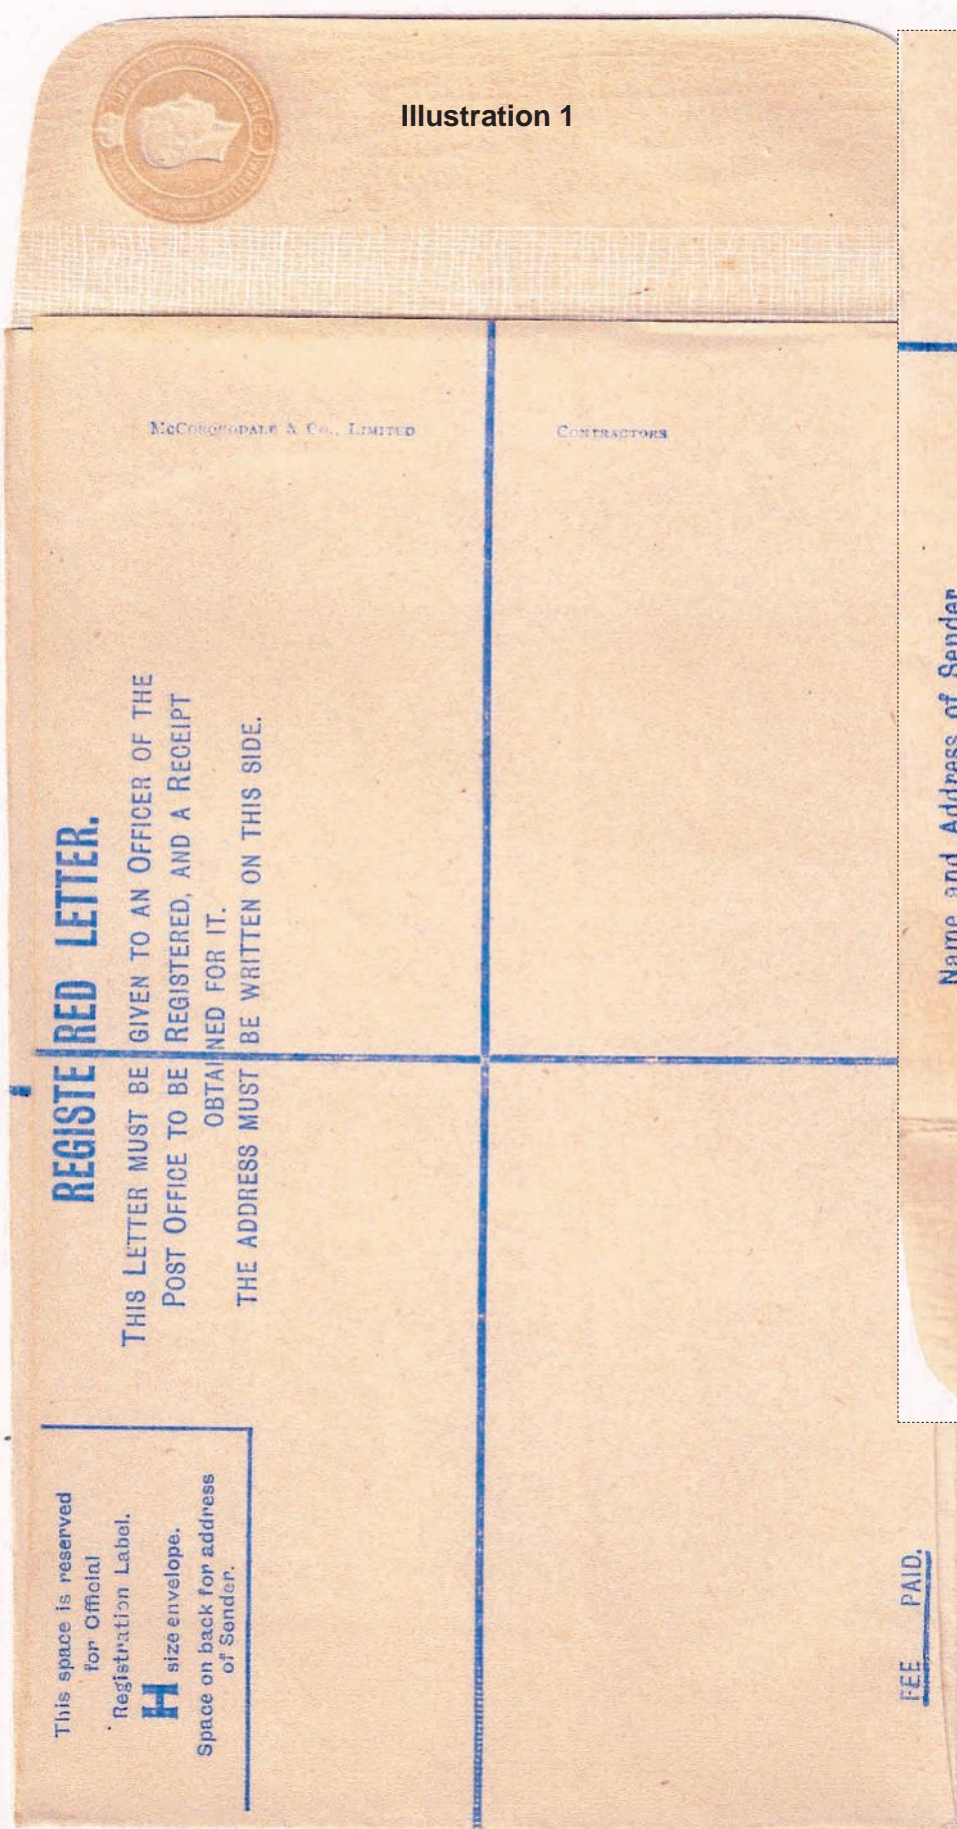 Illustration 1
McCorquodale & Co., Limited
Contractors
REGISTERED LETTER.
THIS LETTER MUST BE GIVEN TO AN OFFICER OF THE
POST OFFICE TO BE REGISTERED, AND A RECEIPT
OBTAINED FOR IT.
THE ADDRESS MUST BE WRITTEN ON THIS SIDE.
This space is reserved
for Official
Registration Label.
H size envelope.
Space on back for address
of Sender.
FEE PAID.
Name and Address of Sender